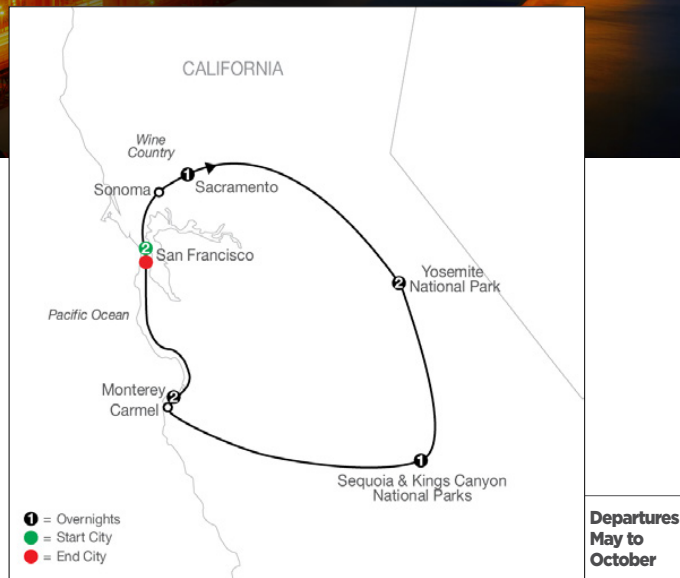 CALIFORNIA
Wine
Country
Sonoma
1
Sacramento
2
San Francisco
2
Yosemite
National Park
Pacific Ocean
Monterey
2
Carmel
1
Sequoia & Kings Canyon
National Parks
1 = Overnights
= Start City
= End City
Departures
May to
October